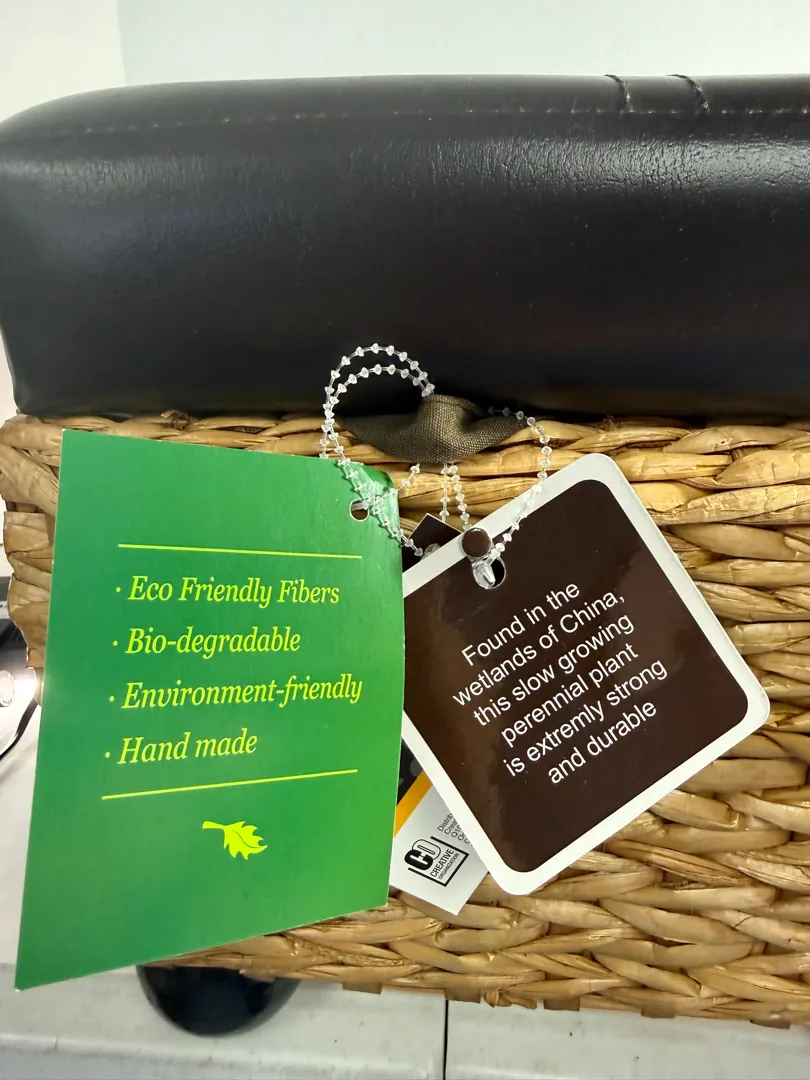 · Eco Friendly Fibers
· Bio-degradable
· Environment-friendly
· Hand made
Found in the
wetlands of China,
this slow growing
perennial plant
is extremly strong
and durable
CREATIVE
ORGANIZATION